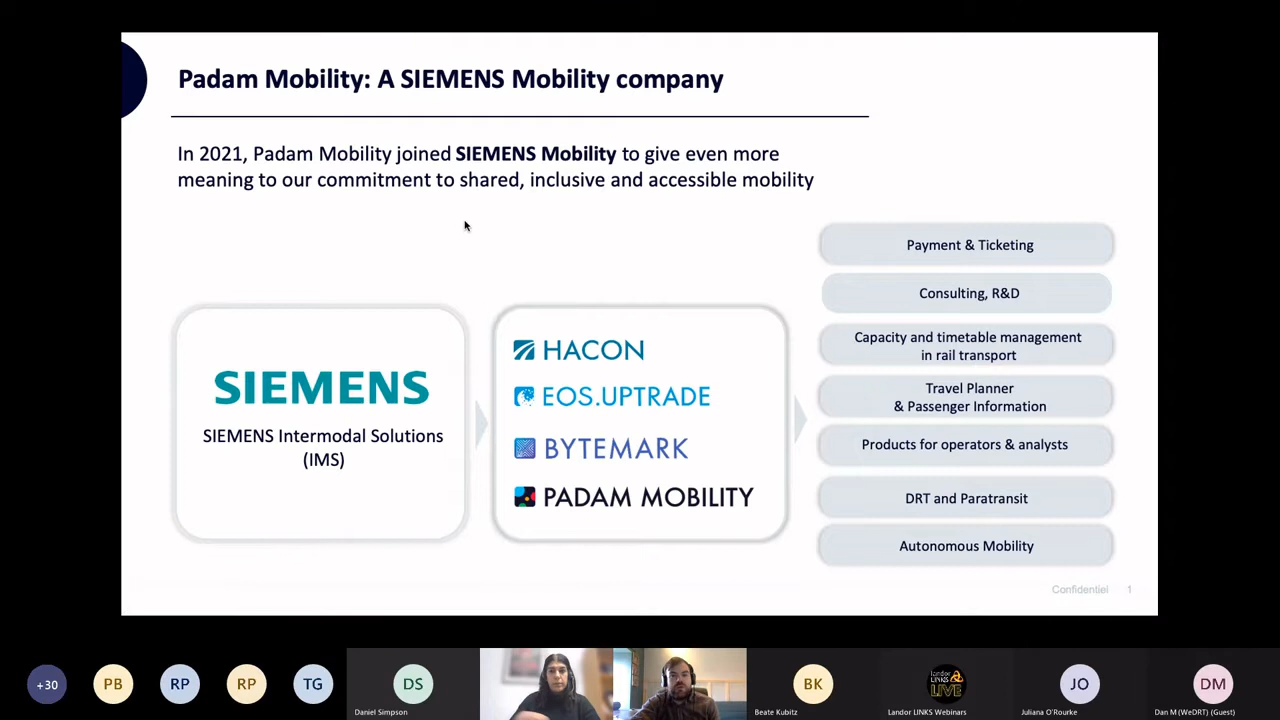 Padam Mobility: A SIEMENS Mobility company
In 2021, Padam Mobility joined SIEMENS Mobility to give even more
meaning to our commitment to shared, inclusive and accessible mobility
SIEMENS
SIEMENS Intermodal Solutions
(IMS)
HACON
EOS.UPTRADE
BYTEMARK
PADAM MOBILITY
Payment & Ticketing
Consulting, R&D
Capacity and timetable management
in rail transport
Travel Planner
& Passenger Information
Products for operators & analysts
DRT and Paratransit
Autonomous Mobility
Confidentiel 1
+30
PB
RP
RP
TG
DS
Daniel Simpson
BK
Beate Kubitz
landor
LINKS
LIVE
Landor LINKS Webinars
JO
Juliana O'Rourke
DM
Dan M (WeDRT) (Guest)